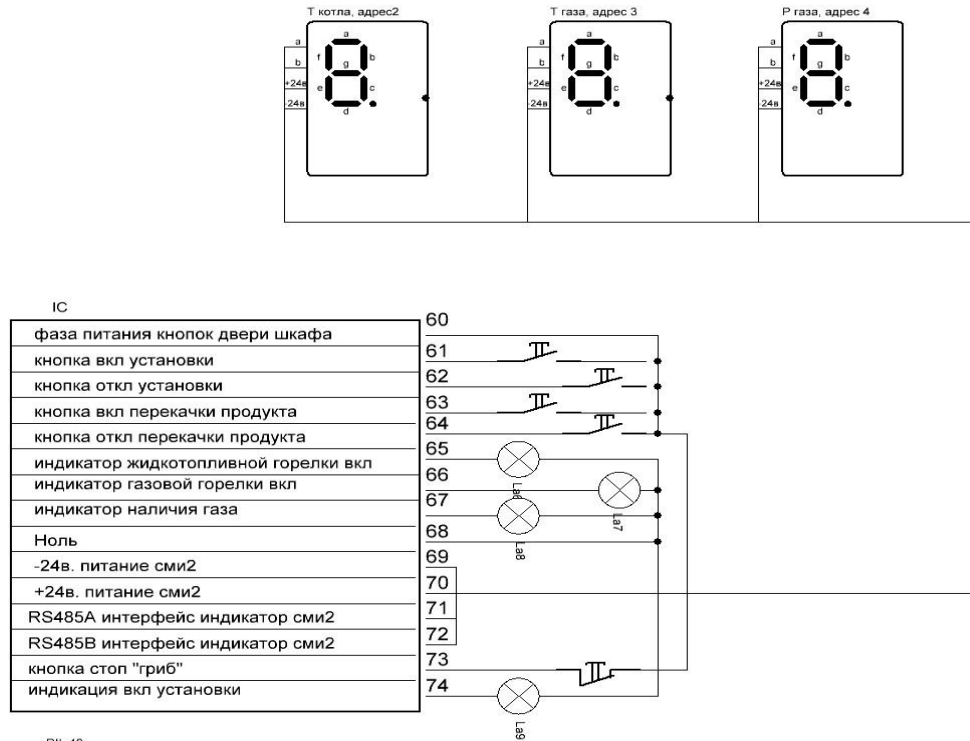 Т котла, адрес2
Т газа, адрес 3
Р газа, адрес 4
a
b
+24в
-24в
a
f
b
g
e
c
d
a
b
+24в
-24в
a
f
b
g
e
c
d
a
b
+24в
-24в
a
f
b
g
e
c
d
IC
фаза питания кнопок двери шкафа 60
кнопка вкл установки 61
кнопка откл установки 62
кнопка вкл перекачки продукта 63
кнопка откл перекачки продукта 64
индикатор жидкотопливной горелки вкл 65
индикатор газовой горелки вкл 66
индикатор наличия газа 67
Ноль 68
-24в. питание сми2 69
+24в. питание сми2 70
RS485A интерфейс индикатор сми2 71
RS485B интерфейс индикатор сми2 72
кнопка стоп "гриб" 73
индикация вкл установки 74
La7
La8
La9